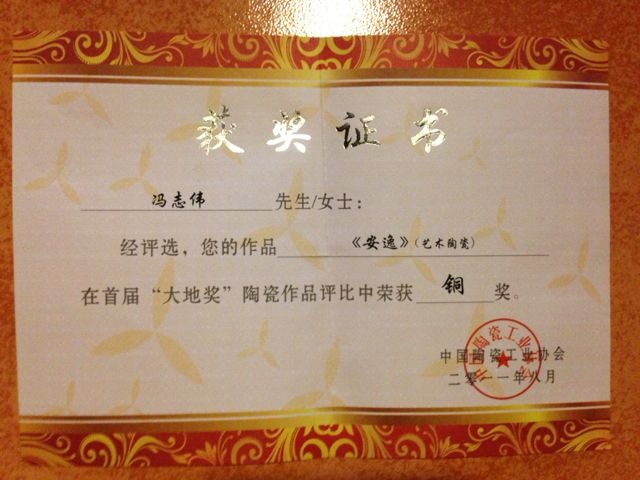 获奖证书
冯志伟 先生/女士：
经评选，您的作品《安逸》（艺术陶瓷）
在首届“大地奖”陶瓷作品评比中荣获 铜 奖。
中国陶瓷工业协会
二零一一年八月